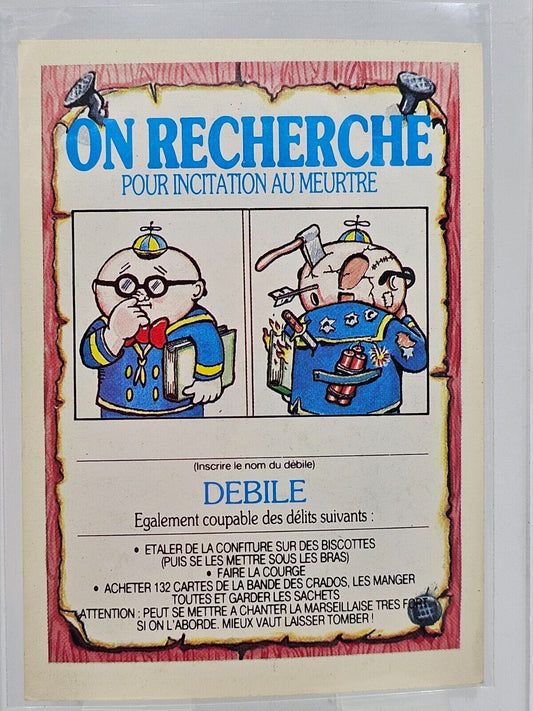 ON RECHERCHE
POUR INCITATION AU MEURTRE
(Inscrire le nom du débile)
DEBILE
Egalement coupable des délits suivants :
• ETALER DE LA CONFITURE SUR DES BISCOTTES
(PUIS SE LES METTRE SOUS LES BRAS)
• FAIRE LA COURGE
• ACHETER 132 CARTES DE LA BANDE DES CRADOS, LES MANGER
TOUTES ET GARDER LES SACHETS
ATTENTION : PEUT SE METTRE A CHANTER LA MARSEILLAISE TRES FORT
SI ON L'ABORDE. MIEUX VAUT LAISSER TOMBER !